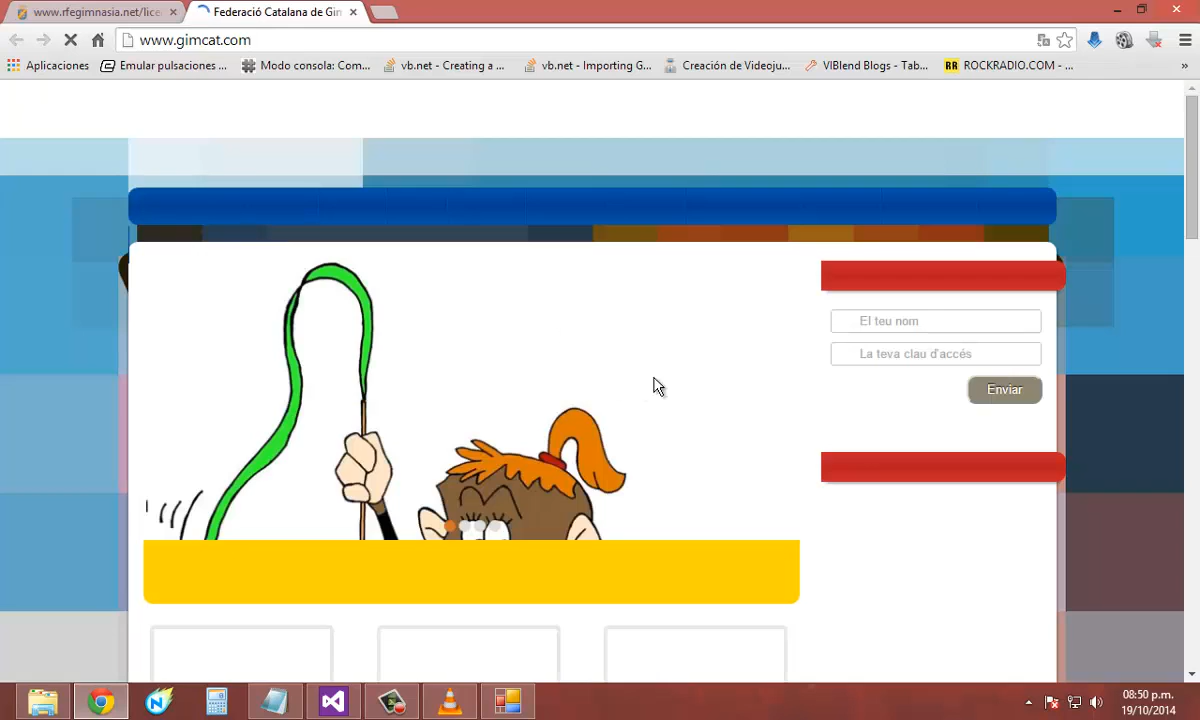 www.rfegimnasia.net/lice
Federació Catalana de Gim
www.gimcat.com
Aplicaciones
Emular pulsaciones ...
Modo consola: Com...
vb.net - Creating a ...
vb.net - Importing G...
Creación de Videoju...
VIBlend Blogs - Tab...
RR
ROCKRADIO.COM - ...
»
El teu nom
La teva clau d'accés
Enviar
08:50 p.m.
19/10/2014